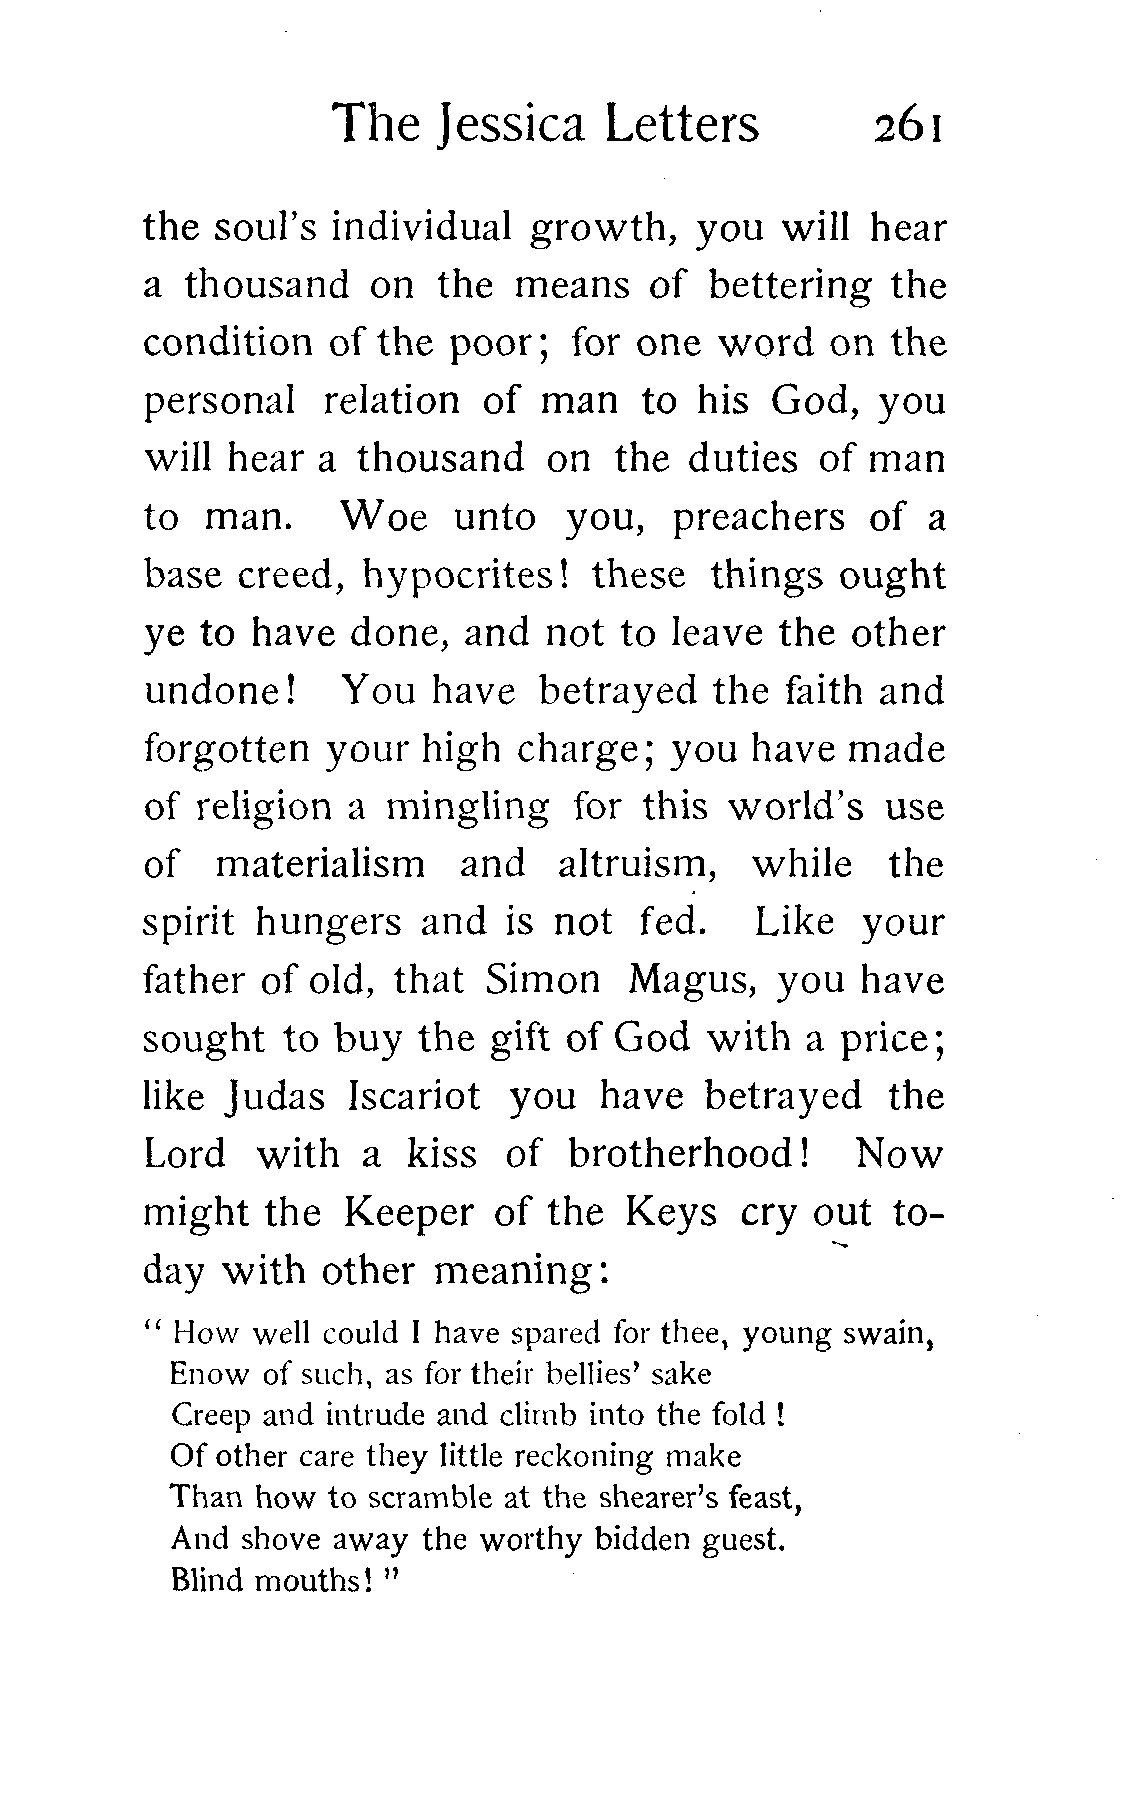 The Jessica Letters 261
the soul's individual growth, you will hear
a thousand on the means of bettering the
condition of the poor; for one word on the
personal relation of man to his God, you
will hear a thousand on the duties of man
to man. Woe unto you, preachers of a
base creed, hypocrites! these things ought
ye to have done, and not to leave the other
undone! You have betrayed the faith and
forgotten your high charge; you have made
of religion a mingling for this world's use
of materialism and altruism, while the
spirit hungers and is not fed. Like your
father of old, that Simon Magus, you have
sought to buy the gift of God with a price;
like Judas Iscariot you have betrayed the
Lord with a kiss of brotherhood! Now
might the Keeper of the Keys cry out to-
day with other meaning:
“ How well could I have spared for thee, young swain,
Enow of such, as for their bellies' sake
Creep and intrude and climb into the fold !
Of other care they little reckoning make
Than how to scramble at the shearer's feast,
And shove away the worthy bidden guest.
Blind mouths! ”